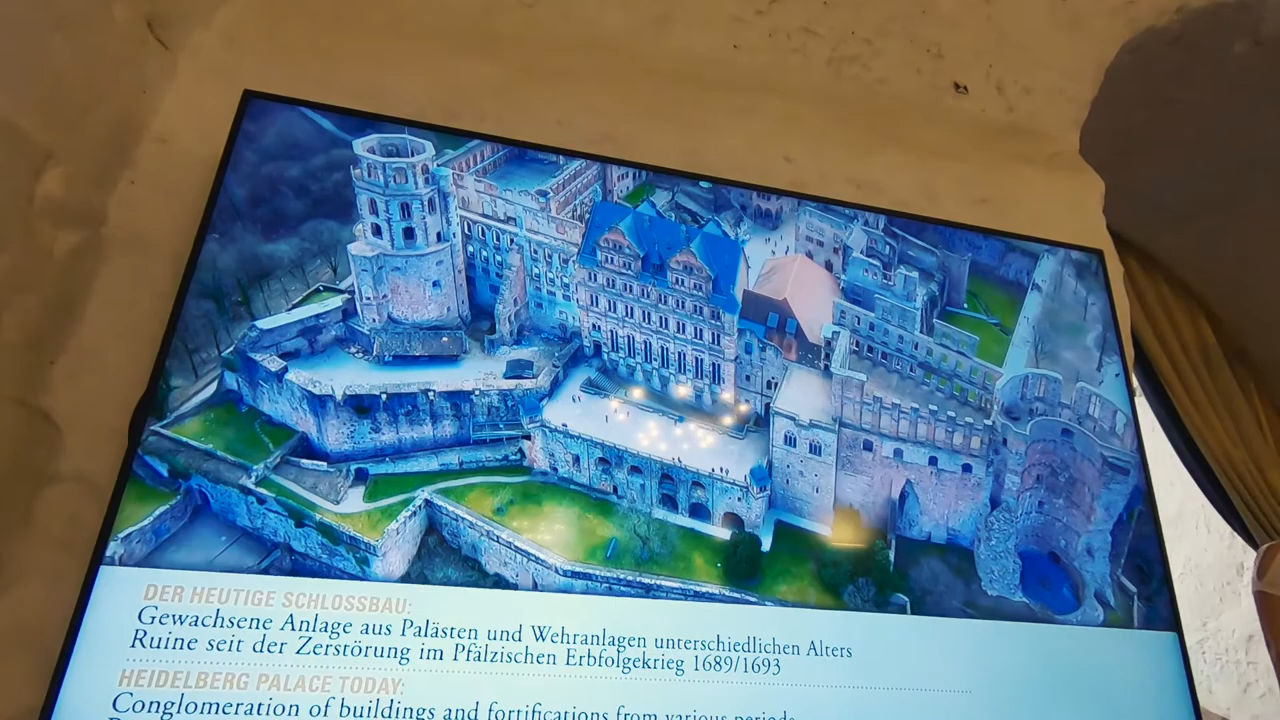 DER HEUTIGE SCHLOSSBAU:
Gewachsene Anlage aus Palästen und Wehranlagen unterschiedlichen Alters
Ruine seit der Zerstörung im Pfälzischen Erbfolgekrieg 1689/1693
HEIDELBERG PALACE TODAY:
Conglomeration of buildings and fortifications from various periods